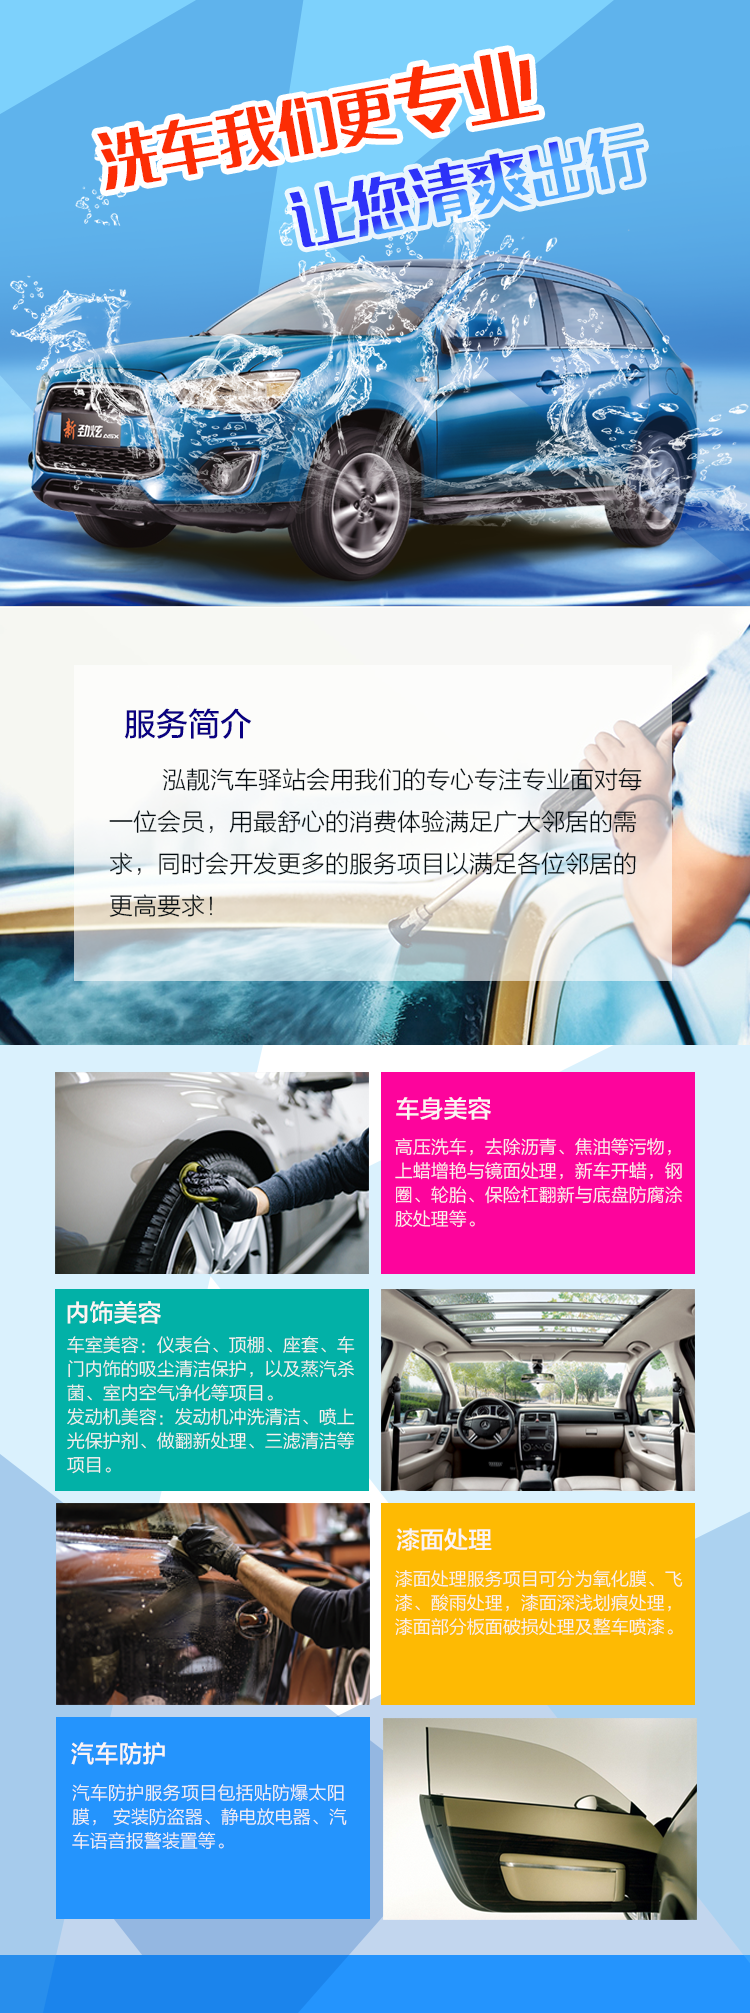 洗车我们更专业
让您清爽出行
新劲炫ASX
服务简介
泓靓汽车驿站会用我们的专心专注专业面对每
一位会员，用最舒心的消费体验满足广大邻居的需
求，同时会开发更多的服务项目以满足各位邻居的
更高要求！
车身美容
高压洗车，去除沥青、焦油等污物，
上蜡增艳与镜面处理，新车开蜡，钢
圈、轮胎、保险杠翻新与底盘防腐涂
胶处理等。
内饰美容
车室美容：仪表台、顶棚、座套、车
门内饰的吸尘清洁保护，以及蒸汽杀
菌、室内空气净化等项目。
发动机美容：发动机冲洗清洁、喷上
光保护剂、做翻新处理、三滤清洁等
项目。
漆面处理
漆面处理服务项目可分为氧化膜、飞
漆、酸雨处理，漆面深浅划痕处理，
漆面部分板面破损处理及整车喷漆。
汽车防护
汽车防护服务项目包括贴防爆太阳
膜， 安装防盗器、静电放电器、汽
车语音报警装置等。